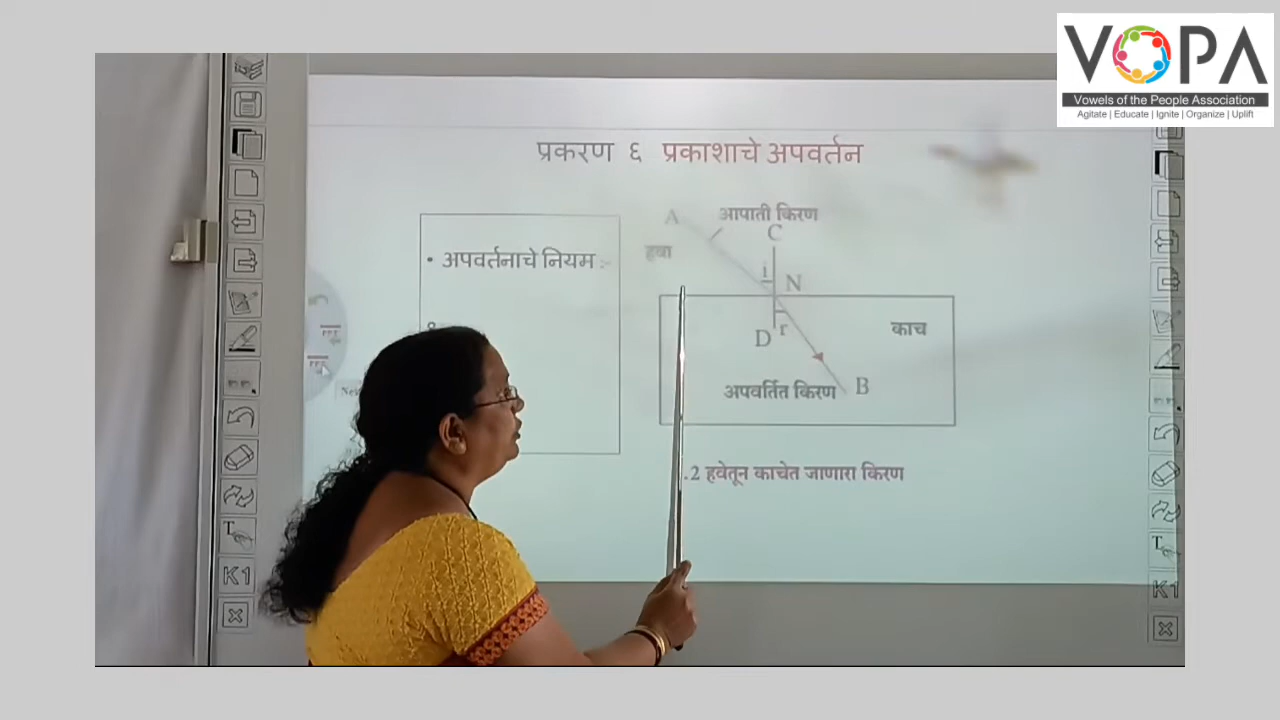 VOPA
Vowels of the People Association
Agitate | Educate | Ignite | Organize | Uplift
प्रकरण ६ प्रकाशाचे अपवर्तन
• अपवर्तनाचे नियम :-
A
आपाती किरण
C
हवा
i
N
D
r
काच
अपवर्तित किरण
B
.2 हवेतून काचेत जाणारा किरण
T
K1
T
K1